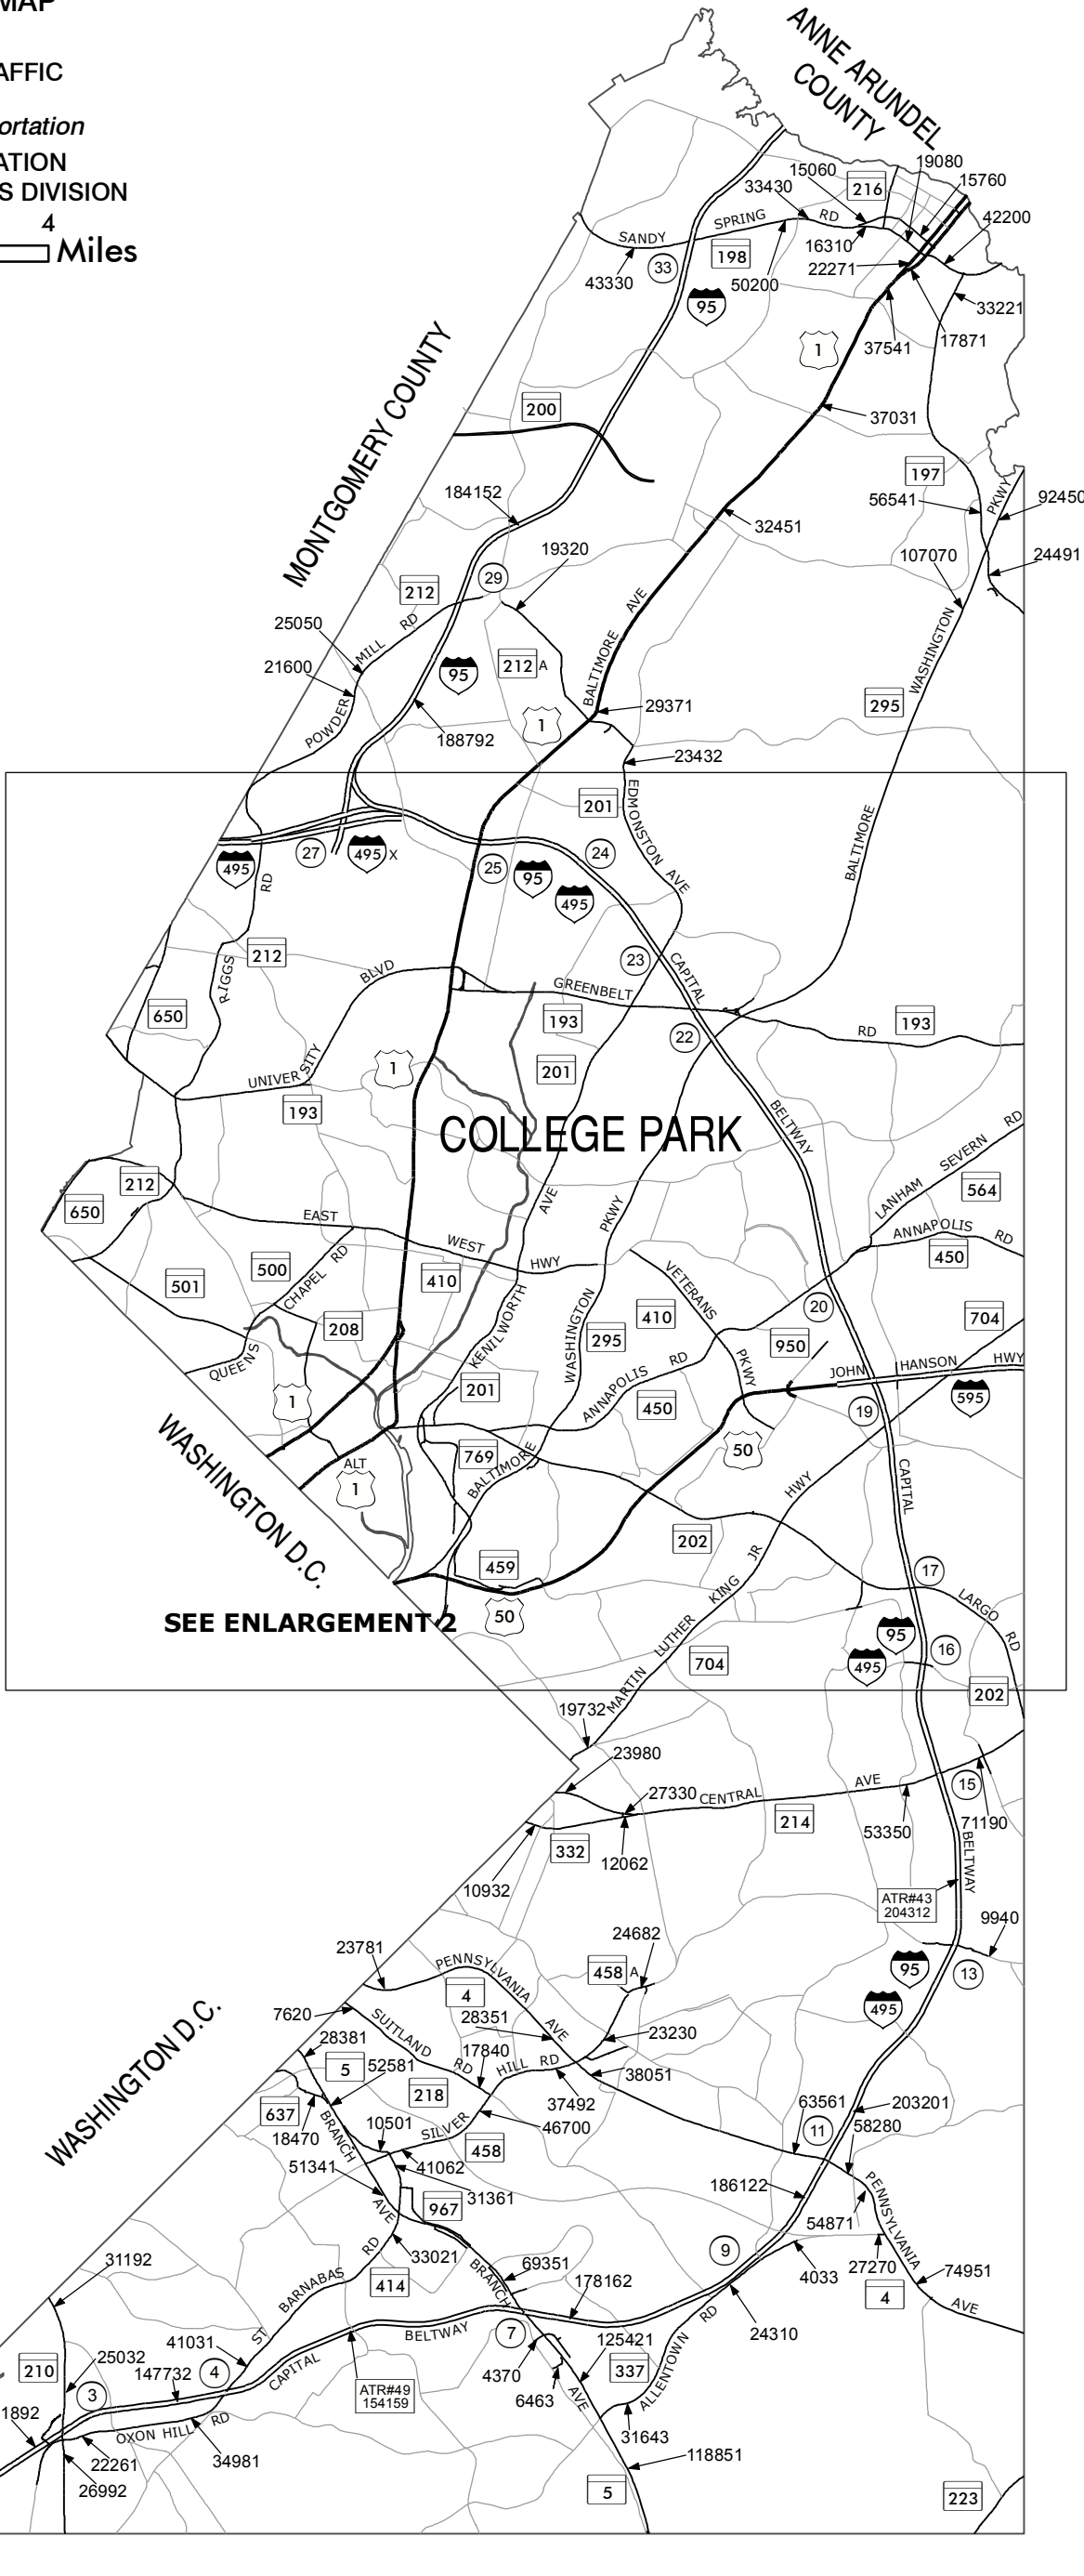 MAP
AFFIC
ortation
ATION
S DIVISION
4
Miles
ANNE ARUNDEL
COUNTY
19080
15060
15760
33430
216
42200
SPRING
RD
SANDY
198
16310
22271
43330
33
50200
95
33221
1
37541
17871
MONTGOMERY COUNTY
200
37031
197
PKWY
184152
56541
92450
32451
19320
107070
24491
29
212
AVE
25050
MILL
RD
BALTIMORE
WASHINGTON
21600
95
212 A
295
POWDER
1
29371
188792
23432
201
EDMONSTON
AVE
BALTIMORE
27
495 X
24
495
25
95
495
RD
23
CAPITAL
212
BLVD
GREENBELT
RIGGS
650
193
193
RD
22
UNIVERSITY
1
201
193
BELTWAY
COLLEGE PARK
RD
SEVERN
LANHAM
564
212
AVE
PKWY
650
EAST
ANNAPOLIS
RD
450
WEST
HWY
500
RD
410
VETERANS
501
CHAPEL
20
208
WASHINGTON
410
704
295
950
KENILWORTH
QUEENS
RD
PKWY
JOHN
HANSON
HWY
1
201
ANNAPOLIS
595
450
19
WASHINGTON D.C.
769
50
ALT
1
BALTIMORE
HWY
CAPITAL
202
JR
459
17
KING
LARGO
RD
SEE ENLARGEMENT 2
50
LUTHER
95
16
495
704
MARTIN
202
19732
23980
27330
CENTRAL
AVE
15
214
53350
71190
332
12062
BELTWAY
10932
ATR#43
204312
9940
24682
23781
PENNSYLVANIA
458 A
95
13
4
495
7620
28351
AVE
SUITLAND
23230
28381
17840
5
52581
RD
HILL
RD
38051
218
37492
63561
203201
637
10501
46700
11
58280
18470
BRANCH
SILVER
458
41062
51341
31361
186122
PENNSYLVANIA
WASHINGTON D.C.
AVE
967
54871
RD
33021
9
31192
BRANCH
69351
4033
27270
74951
BARNABAS
414
178162
4
AVE
ST
RD
41031
BELTWAY
7
24310
125421
210
25032
4
CAPITAL
4370
337
ALLENTOWN
147732
3
ATR#49
154159
6463
AVE
1892
OXON HILL
RD
31643
22261
34981
118851
26992
5
223